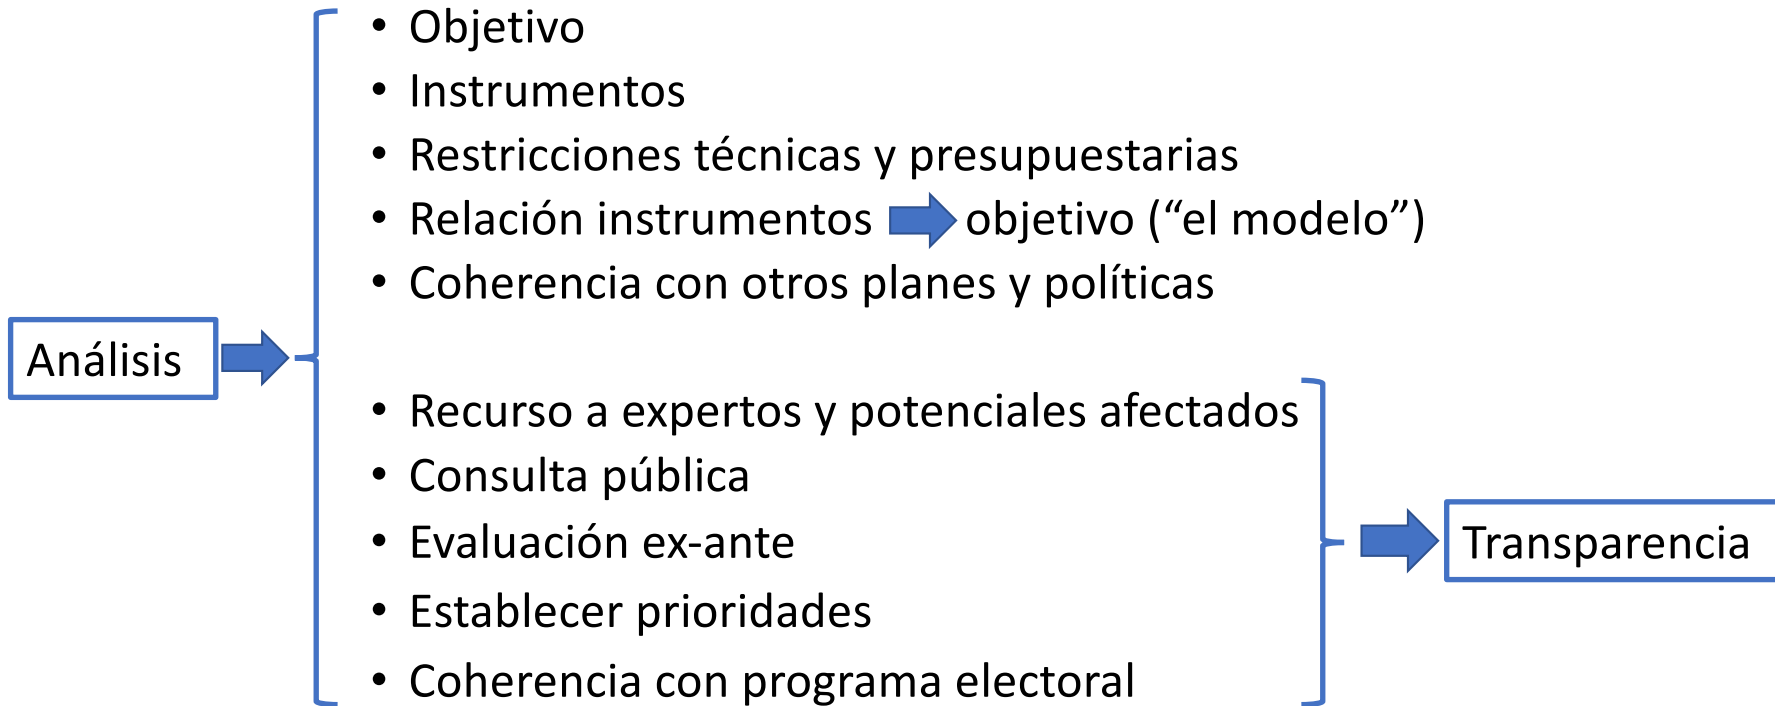 • Objetivo
• Instrumentos
• Restricciones técnicas y presupuestarias
• Relación instrumentos objetivo (“el modelo”)
• Coherencia con otros planes y políticas
Análisis
• Recurso a expertos y potenciales afectados
• Consulta pública
• Evaluación ex-ante
Transparencia
• Establecer prioridades
• Coherencia con programa electoral